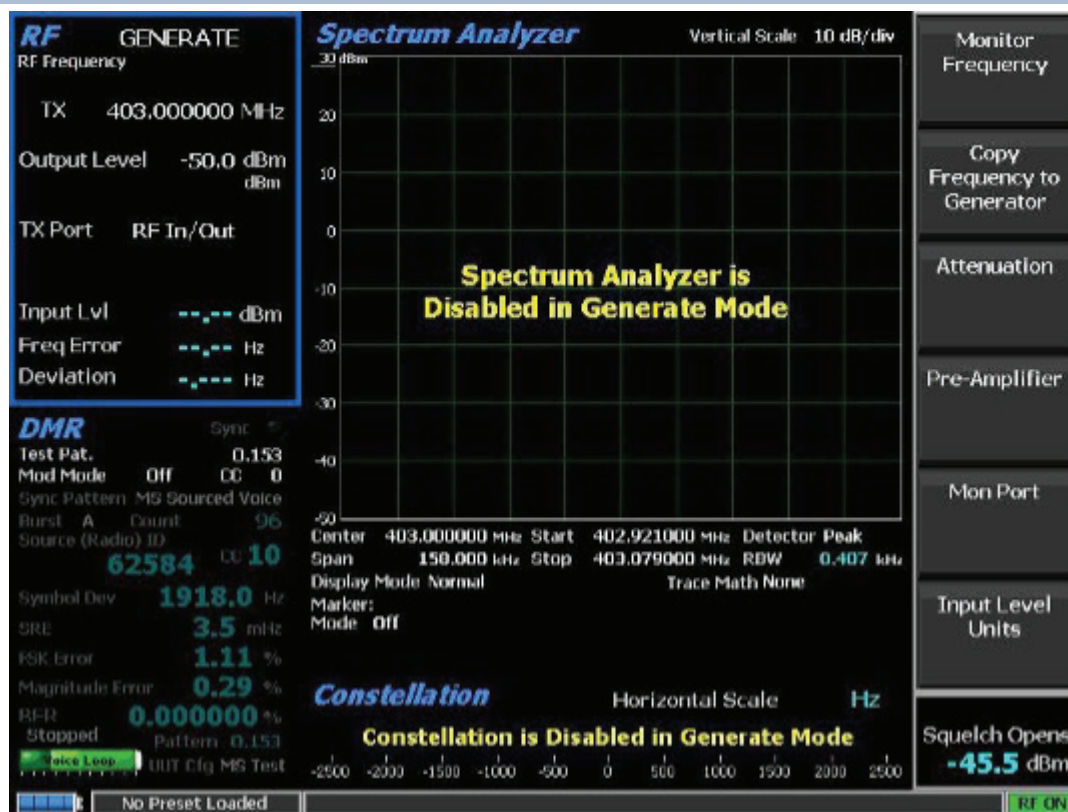 RF GENERATE
RF Frequency
TX 403.000000 MHz
Output Level -50.0 dBm
dBm
TX Port RF In/Out
Input Lvl --.-- dBm
Freq Error --.-- Hz
Deviation -.--- Hz
DMR Sync
Test Pat. 0.153
Mod Mode Off CC 0
Sync Pattern MS Sourced Voice
Burst A Count 96
Source (Radio) ID
62584 CC 10
Symbol Dev 1918.0 Hz
SRE 3.5 mHz
FSK Error 1.11 %
Magnitude Error 0.29 %
BER 0.000000 %
Stopped Pattern 0.153
Voice Loop UUT Cfg MS Test
Spectrum Analyzer Vertical Scale 10 dB/div
30 dBm
20
10
0
-10
-20
-30
-40
-50
Spectrum Analyzer is
Disabled in Generate Mode
Center 403.000000 MHz Start 402.921000 MHz Detector Peak
Span 158.000 kHz Stop 403.079000 MHz RBW 0.407 kHz
Display Mode Normal Trace Math None
Marker:
Mode Off
Constellation Horizontal Scale Hz
Constellation is Disabled in Generate Mode
-2500 -2000 -1500 -1000 -500 0 500 1000 1500 2000 2500
Monitor
Frequency
Copy
Frequency to
Generator
Attenuation
Pre-Amplifier
Mon Port
Input Level
Units
Squelch Opens
-45.5 dBm
No Preset Loaded
RF ON